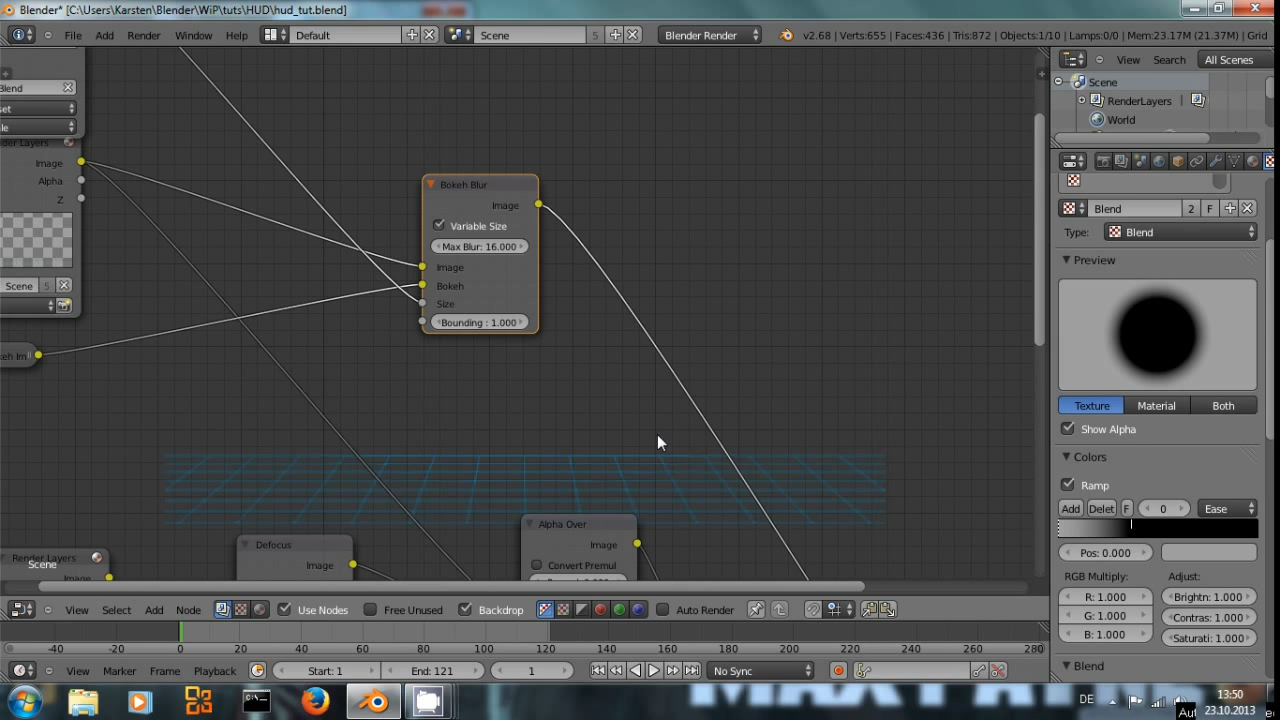 Blender* [C:\Users\Karsten\Blender\WiP\tuts\HUD\hud_tut.blend]
File Add Render Window Help Default Scene 5 Blender Render v2.68 | Verts:655 | Faces:436 | Tris:872 | Objects:1/10 | Lamps:0/0 | Mem:23.17M (21.37M) | Grid
View Search All Scenes
Scene
RenderLayers
World
Blend
Image
Alpha
Z
Scene 5
Bokeh Blur
Image
Variable Size
Max Blur: 16.000
Image
Bokeh
Size
Bounding : 1.000
Blend 2 F
Type: Blend
Preview
Texture Material Both
Show Alpha
Colors
Ramp
Add Delet F 0 Ease
Pos: 0.000
RGB Multiply: Adjust:
R: 1.000 Brightn: 1.000
G: 1.000 Contras: 1.000
B: 1.000 Saturati: 1.000
Blend
Render Layers
Scene
Image
Defocus
Image
Alpha Over
Image
Convert Premul
View Select Add Node Use Nodes Free Unused Backdrop Auto Render
-40 -20 0 20 40 60 80 100 120 140 160 180 200 220 240 260 280
View Marker Frame Playback Start: 1 End: 121 1 No Sync
DE 13:50
23.10.2013